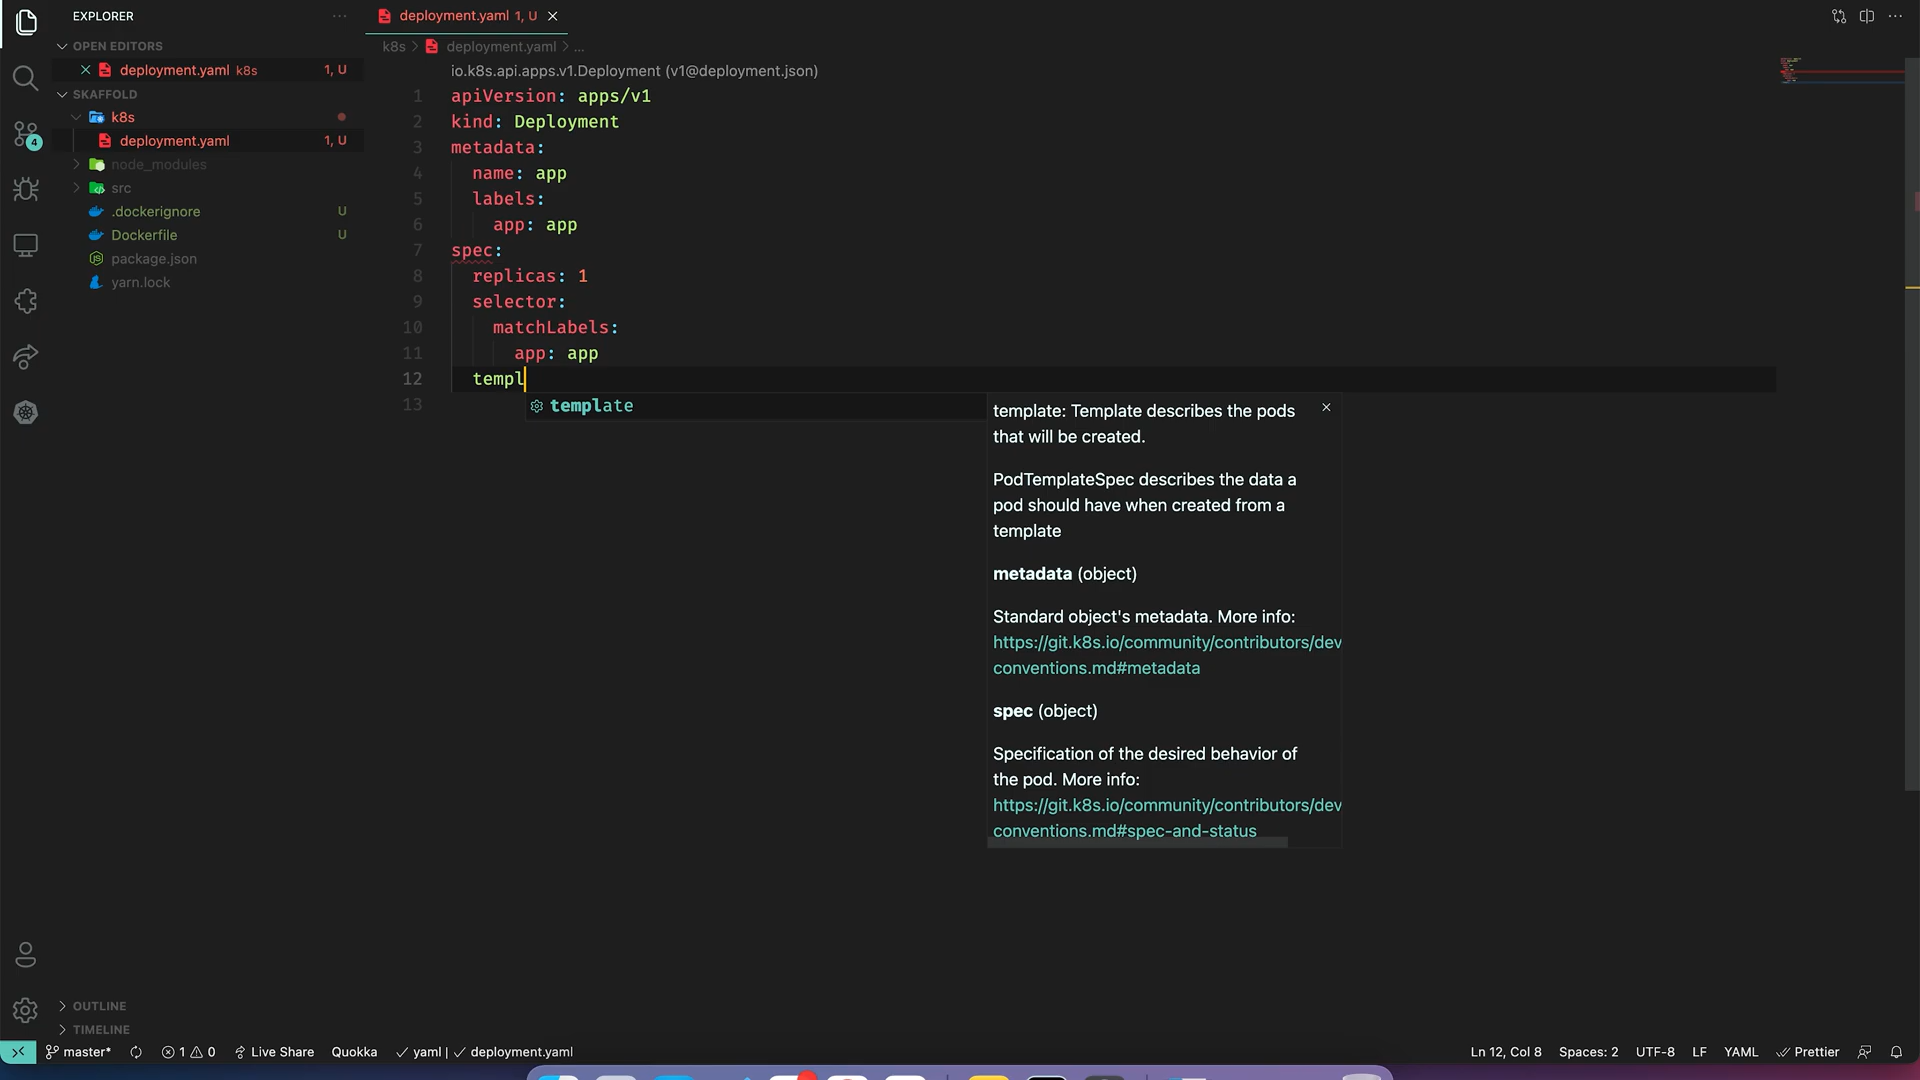 EXPLORER
OPEN EDITORS
deployment.yaml k8s 1, U
SKAFFOLD
k8s
deployment.yaml 1, U
node_modules
src
.dockerignore U
Dockerfile U
package.json
yarn.lock
OUTLINE
TIMELINE
4
deployment.yaml 1, U
k8s > deployment.yaml > ...
io.k8s.api.apps.v1.Deployment (v1@deployment.json)
1 apiVersion: apps/v1
2 kind: Deployment
3 metadata:
4 name: app
5 labels:
6 app: app
7 spec:
8 replicas: 1
9 selector:
10 matchLabels:
11 app: app
12 templ
13
template
template: Template describes the pods
that will be created.
PodTemplateSpec describes the data a
pod should have when created from a
template
metadata (object)
Standard object's metadata. More info:
https://git.k8s.io/community/contributors/dev
conventions.md#metadata
spec (object)
Specification of the desired behavior of
the pod. More info:
https://git.k8s.io/community/contributors/dev
conventions.md#spec-and-status
master* 1 0 Live Share Quokka yaml | deployment.yaml Ln 12, Col 8 Spaces: 2 UTF-8 LF YAML Prettier